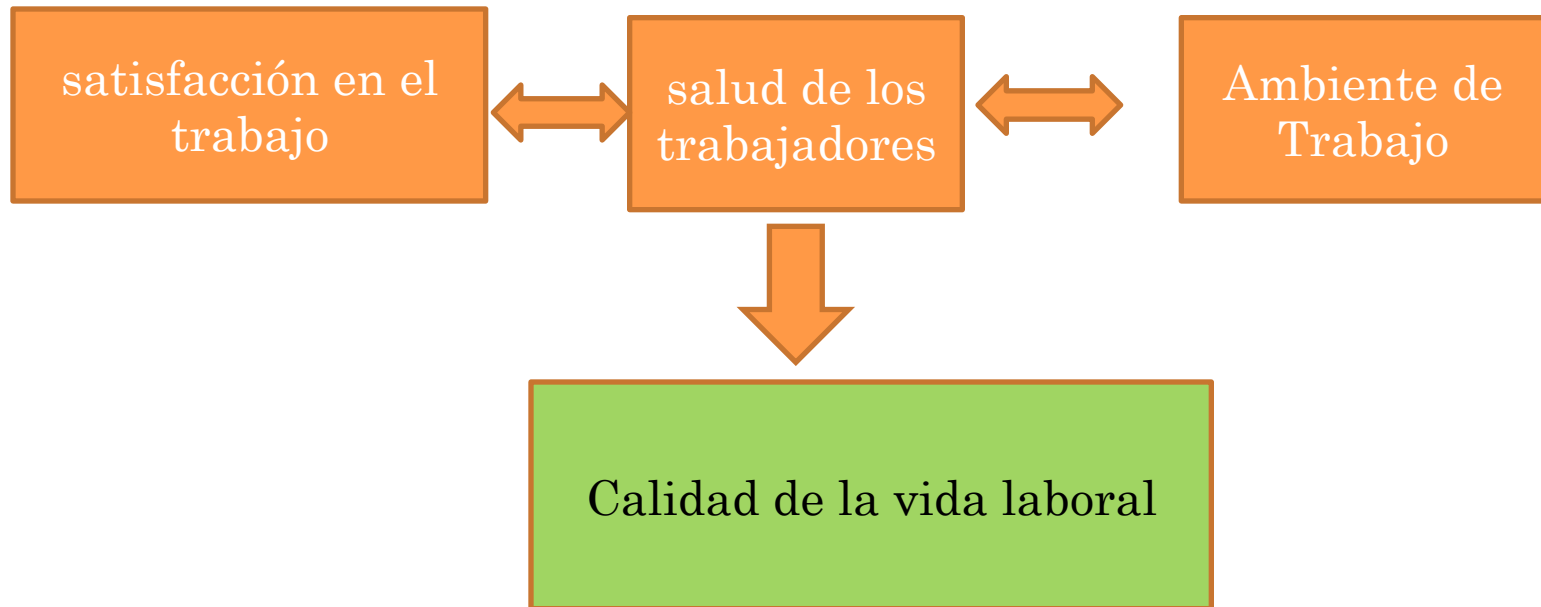 satisfacción en el
trabajo
salud de los
trabajadores
Ambiente de
Trabajo
Calidad de la vida laboral